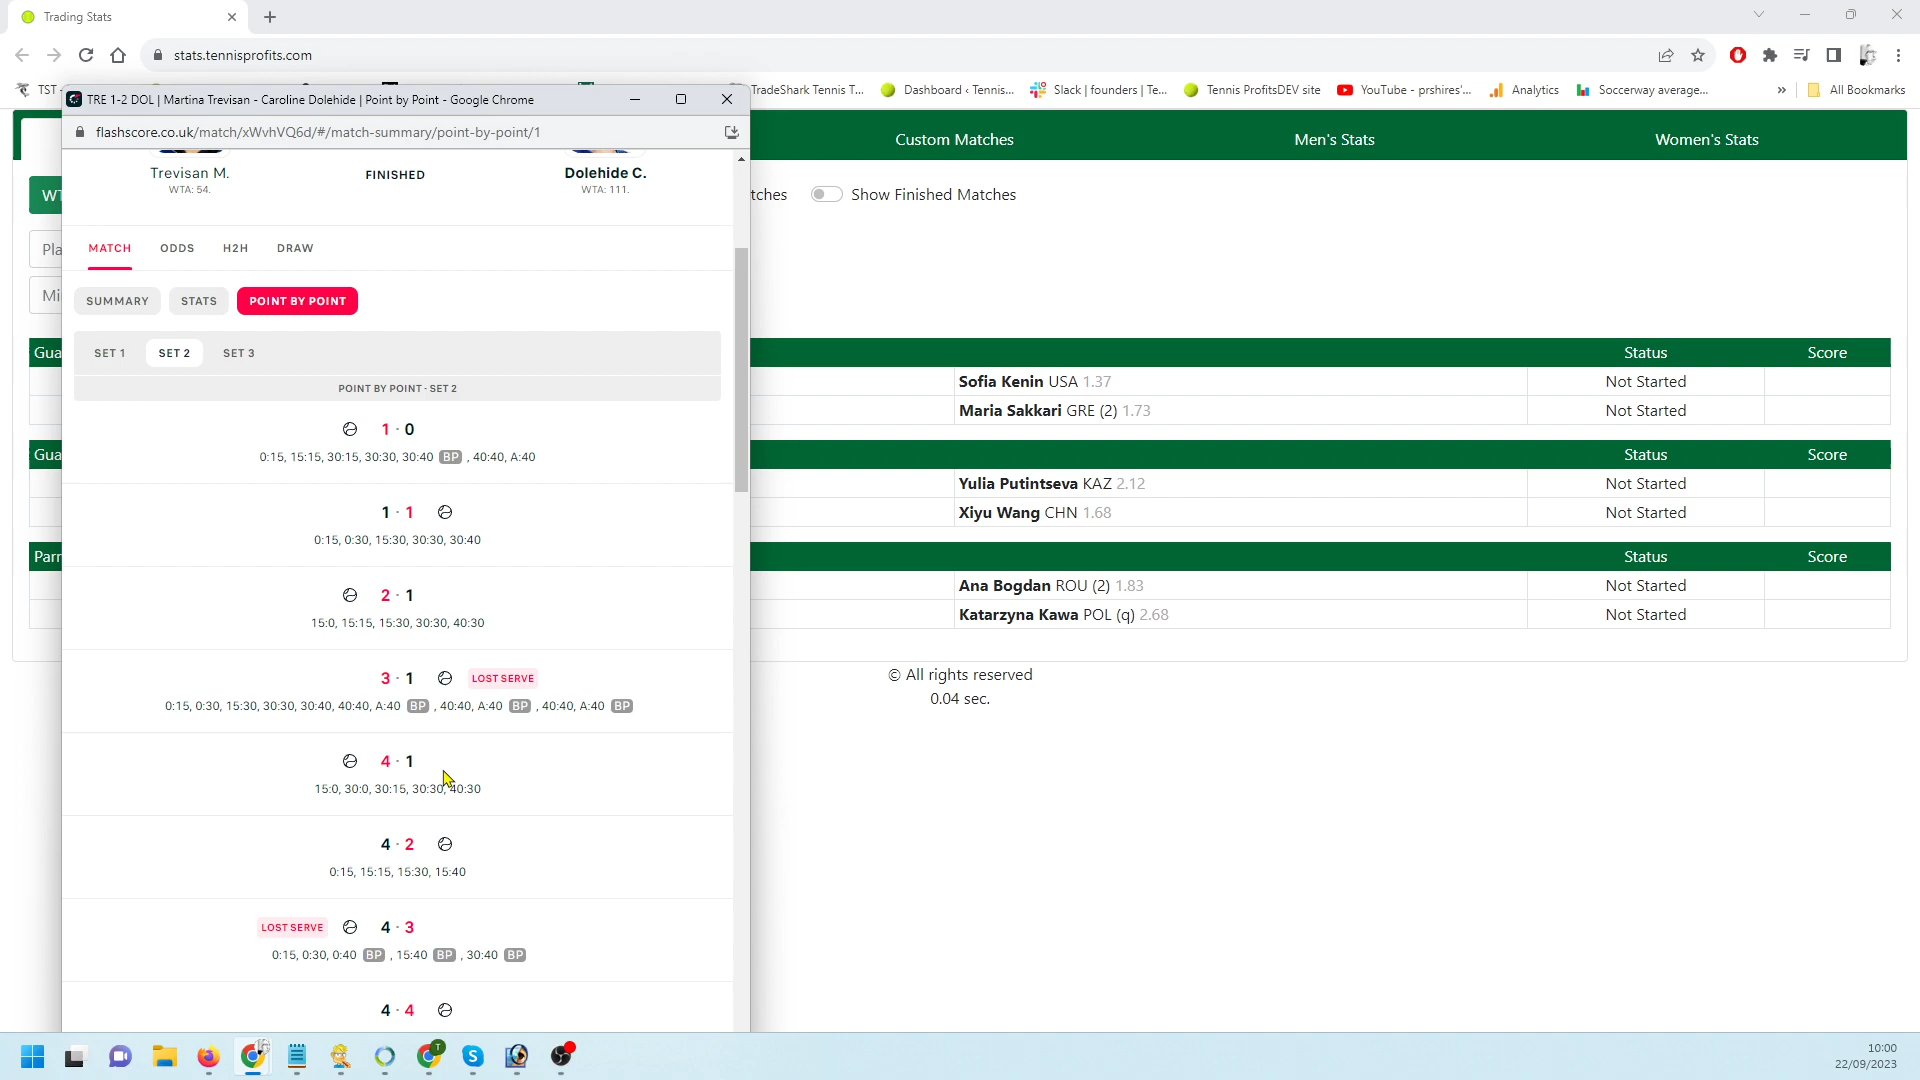 Trading Stats
stats.tennisprofits.com
TST -
TradeShark Tennis T...
Dashboard ‹ Tennis...
Slack | founders | Te...
Tennis ProfitsDEV site
YouTube - prshires'...
Analytics
Soccerway average...
»
All Bookmarks
TRE 1-2 DOL | Martina Trevisan - Caroline Dolehide | Point by Point - Google Chrome
flashscore.co.uk/match/xWvhVQ6d/#/match-summary/point-by-point/1
Custom Matches
Men's Stats
Women's Stats
Trevisan M.
WTA: 54.
FINISHED
Dolehide C.
WTA: 111.
WT
tches
Show Finished Matches
Pla
Mi
MATCH
ODDS
H2H
DRAW
SUMMARY
STATS
POINT BY POINT
SET 1
SET 2
SET 3
POINT BY POINT - SET 2
1 - 0
0:15, 15:15, 30:15, 30:30, 30:40 BP , 40:40, A:40
1 - 1
0:15, 0:30, 15:30, 30:30, 30:40
2 - 1
15:0, 15:15, 15:30, 30:30, 40:30
3 - 1 LOST SERVE
0:15, 0:30, 15:30, 30:30, 30:40, 40:40, A:40 BP , 40:40, A:40 BP , 40:40, A:40 BP
4 - 1
15:0, 30:0, 30:15, 30:30, 40:30
4 - 2
0:15, 15:15, 15:30, 15:40
LOST SERVE 4 - 3
0:15, 0:30, 0:40 BP , 15:40 BP , 30:40 BP
4 - 4
Gua
Status
Score
Sofia Kenin USA 1.37
Not Started
Maria Sakkari GRE (2) 1.73
Not Started
Gua
Status
Score
Yulia Putintseva KAZ 2.12
Not Started
Xiyu Wang CHN 1.68
Not Started
Parr
Status
Score
Ana Bogdan ROU (2) 1.83
Not Started
Katarzyna Kawa POL (q) 2.68
Not Started
© All rights reserved
0.04 sec.
T
S
10:00
22/09/2023